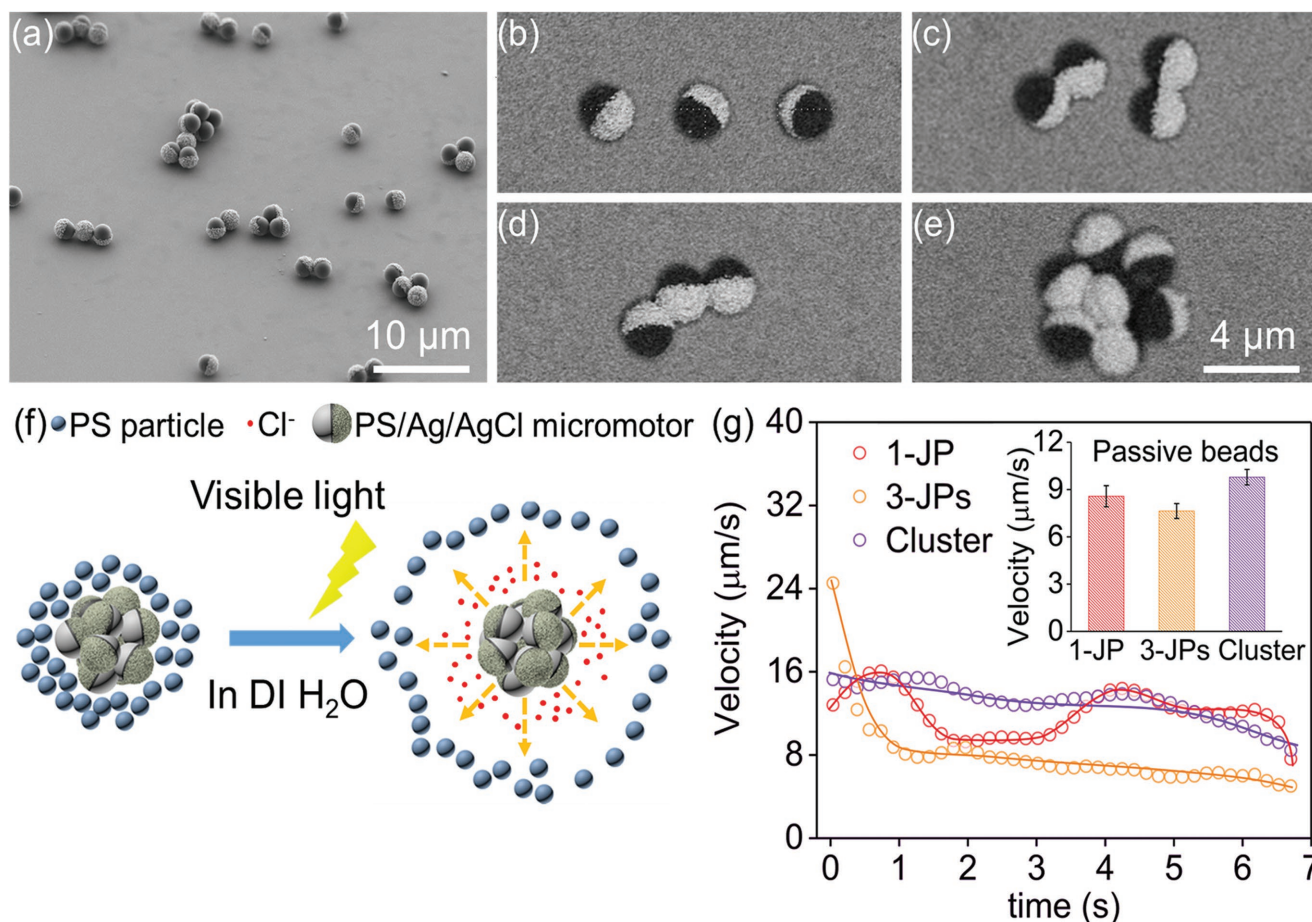 (a)
10 μm
(b)
(c)
(d)
(e)
4 μm
(f) PS particle Cl⁻ PS/Ag/AgCl micromotor
Visible light
In DI H₂O
(g)
Velocity (μm/s)
40
32
24
16
8
0
1-JP
3-JPs
Cluster
Passive beads
Velocity (μm/s)
12
9
6
3
0
1-JP 3-JPs Cluster
0 1 2 3 4 5 6 7
time (s)